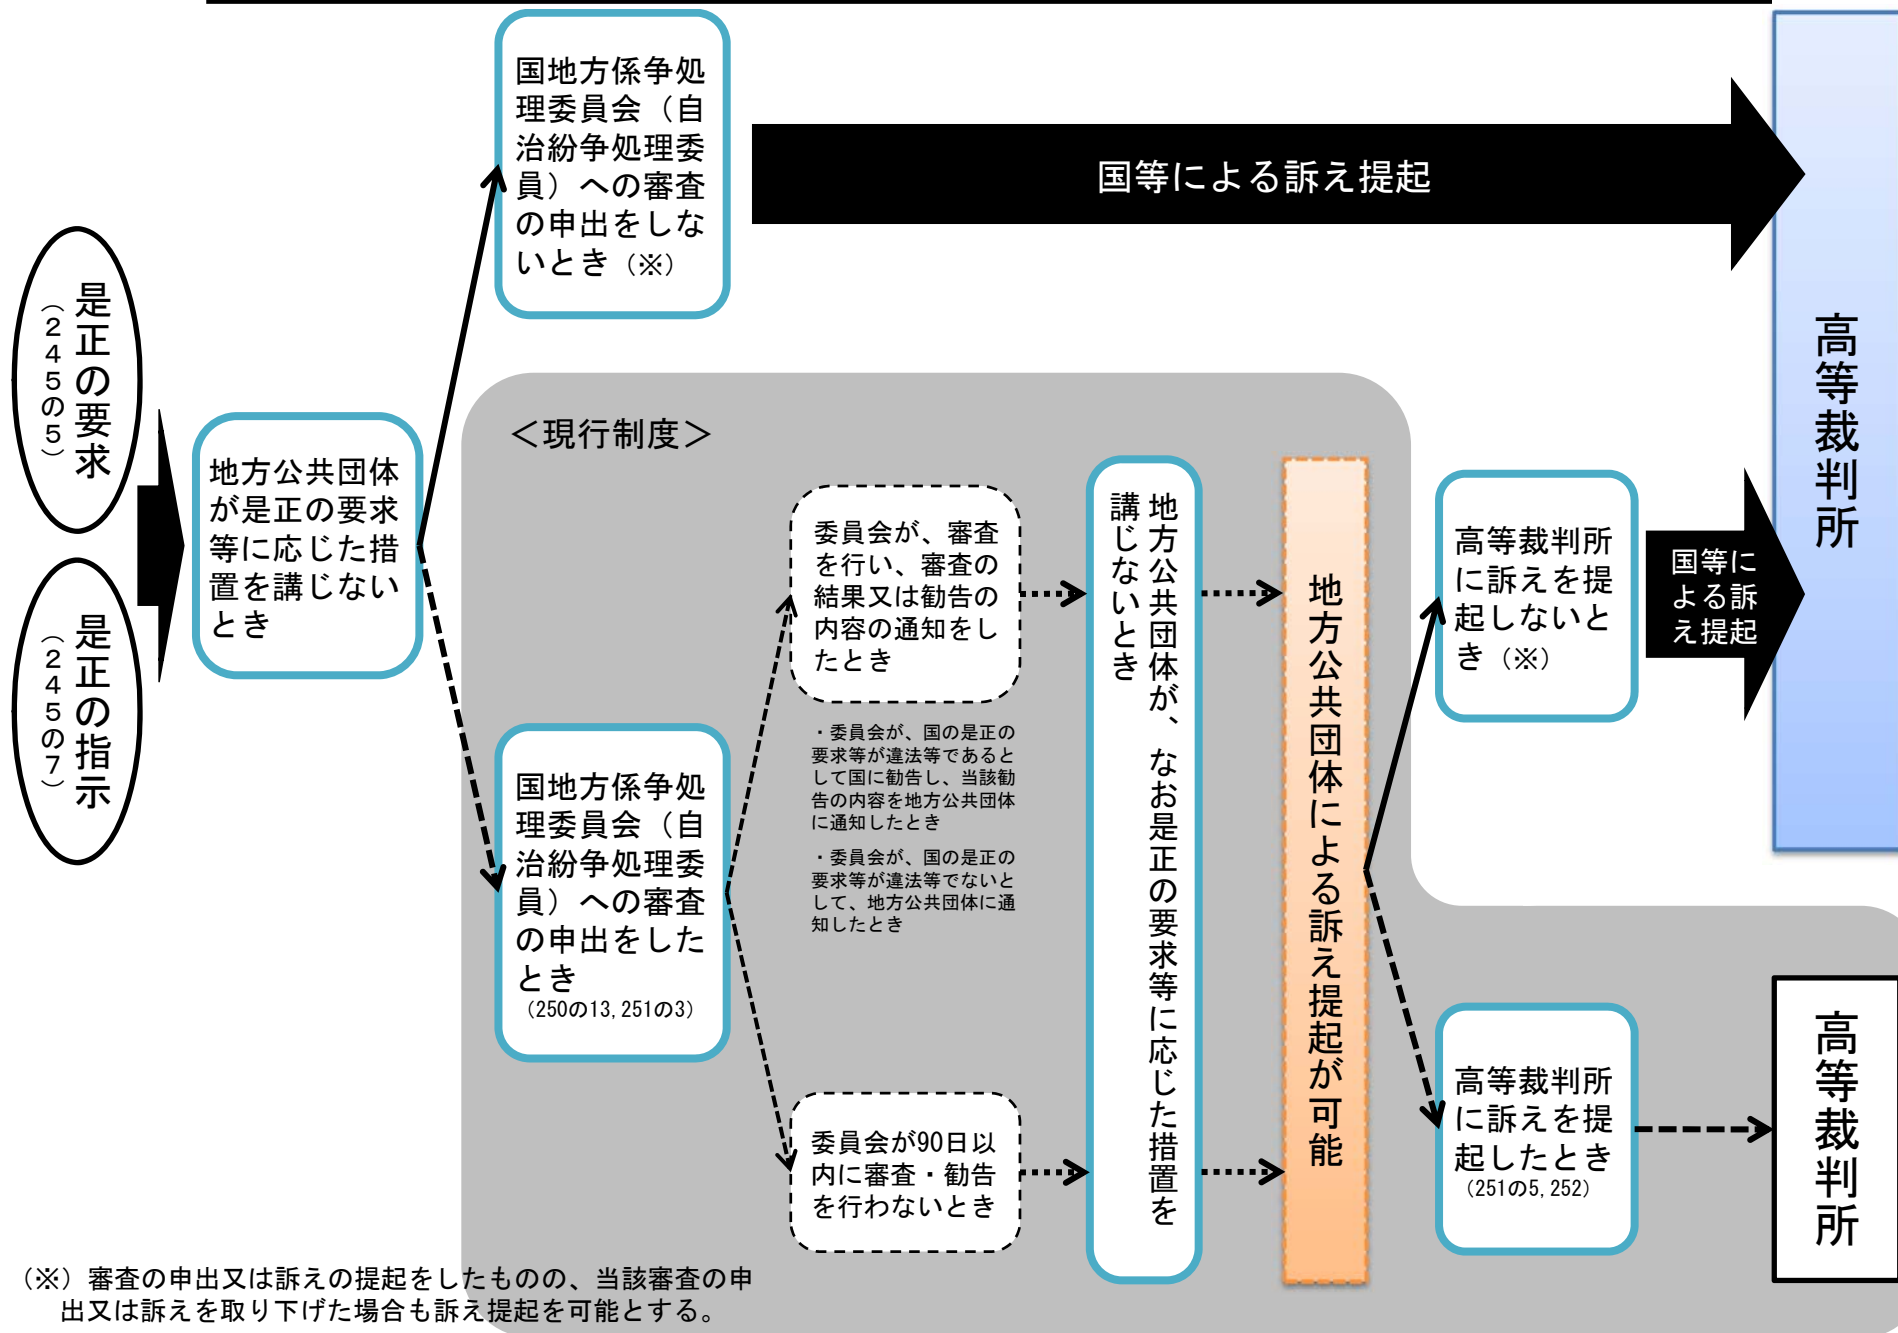 是正の要求
（２４５の５）
是正の指示
（２４５の７）
地方公共団体
が是正の要求
等に応じた措
置を講じない
とき
国地方係争処
理委員会（自
治紛争処理委
員）への審査
の申出をしな
いとき（※）
国等による訴え提起
高等裁判所
＜現行制度＞
国地方係争処
理委員会（自
治紛争処理委
員）への審査
の申出をした
とき
（250の13,251の3）
委員会が、審査
を行い、審査の
結果又は勧告の
内容の通知をし
たとき
・委員会が、国の是正の
要求等が違法等であると
して国に勧告し、当該勧
告の内容を地方公共団体
に通知したとき
・委員会が、国の是正の
要求等が違法等でないと
して、地方公共団体に通
知したとき
委員会が90日以
内に審査・勧告
を行わないとき
地方公共団体が、なお是正の要求等に応じた措置を
講じないとき
地方公共団体による訴え提起が可能
高等裁判所
に訴えを提
起しないと
き（※）
国等に
よる訴
え提起
高等裁判所
に訴えを提
起したとき
（251の5,252）
高等裁判所
（※）審査の申出又は訴えの提起をしたものの、当該審査の申
出又は訴えを取り下げた場合も訴え提起を可能とする。